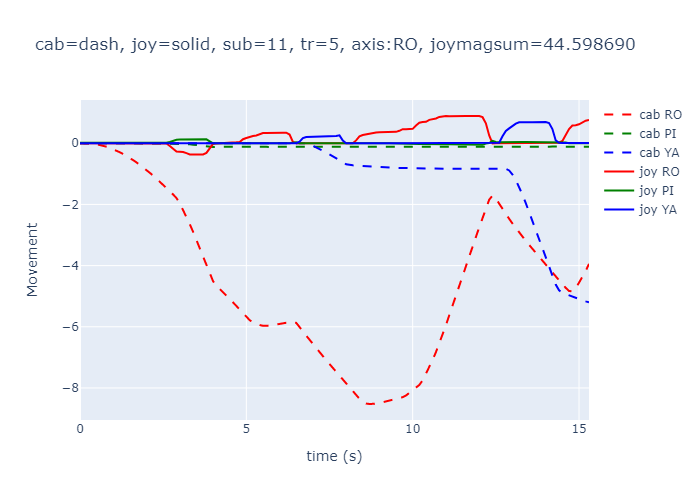 cab=dash, joy=solid, sub=11, tr=5, axis:RO, joymagsum=44.598690
cab RO
cab PI
cab YA
joy RO
joy PI
joy YA
Movement
0
−2
−4
−6
−8
0
5
10
15
time (s)